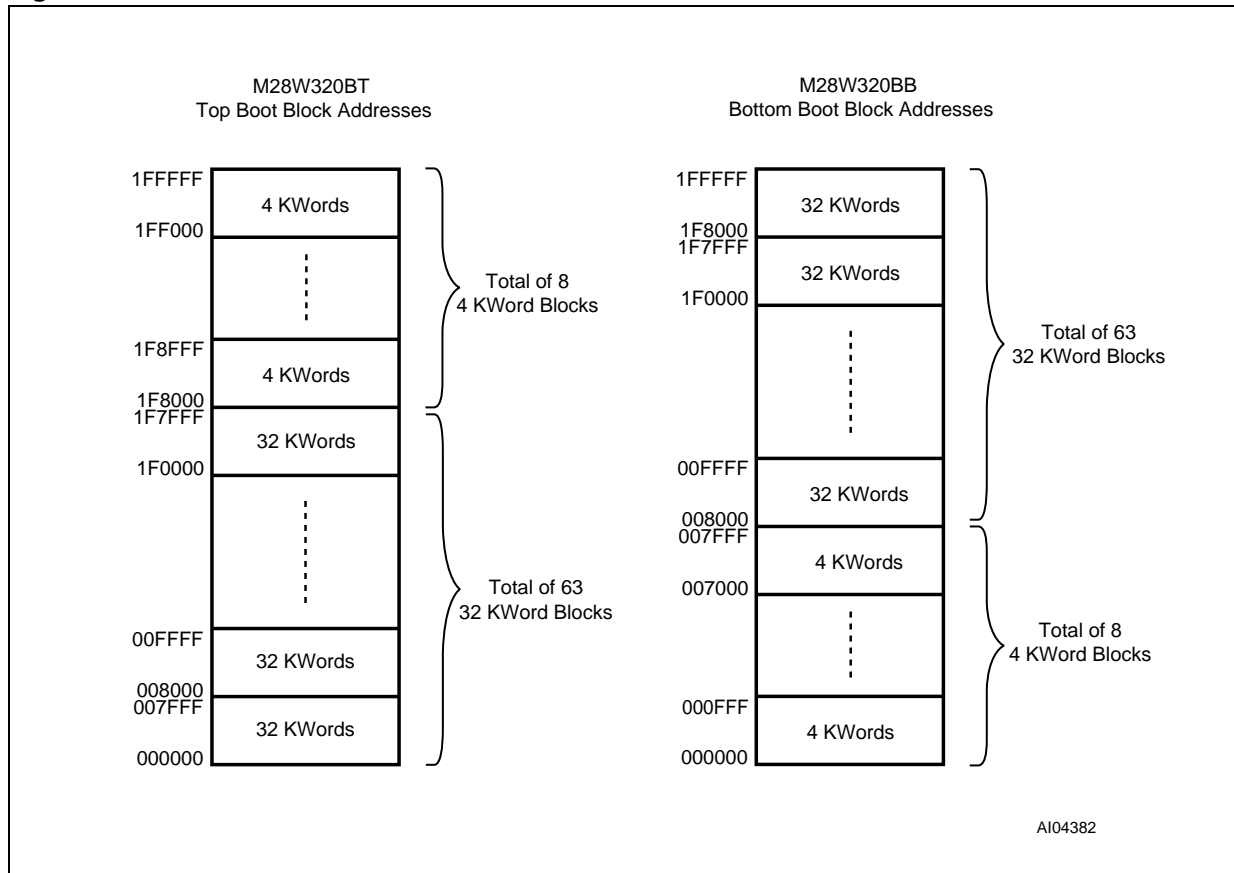 M28W320BT
Top Boot Block Addresses
1FFFFF
4 KWords
1FF000
Total of 8
4 KWord Blocks
1F8FFF
4 KWords
1F8000
1F7FFF
32 KWords
1F0000
Total of 63
32 KWord Blocks
00FFFF
32 KWords
008000
007FFF
32 KWords
000000
M28W320BB
Bottom Boot Block Addresses
1FFFFF
32 KWords
1F8000
1F7FFF
32 KWords
1F0000
Total of 63
32 KWord Blocks
00FFFF
32 KWords
008000
007FFF
4 KWords
007000
Total of 8
4 KWord Blocks
000FFF
4 KWords
000000
AI04382